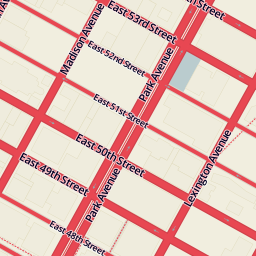 East 53rd Street
Street
Madison Avenue
East 52nd Street
Park Avenue
East 51st Street
East 50th Street
Lexington Avenue
East 49th Street
Park Avenue
East 48th Street